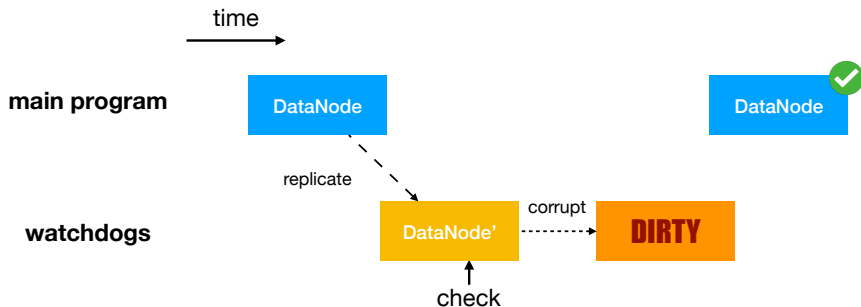 time
main program
DataNode
DataNode
replicate
watchdogs
DataNode’
corrupt
DIRTY
check